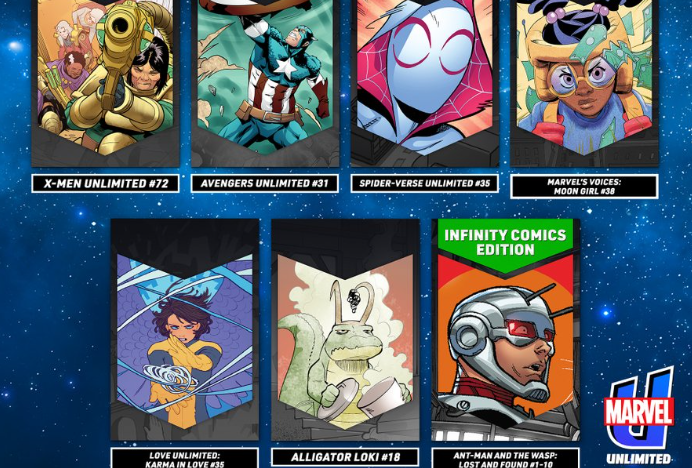 X-MEN UNLIMITED #72
AVENGERS UNLIMITED #31
SPIDER-VERSE UNLIMITED #35
MARVEL'S VOICES:
MOON GIRL #38
INFINITY COMICS
EDITION
LOVE UNLIMITED:
KARMA IN LOVE #35
ALLIGATOR LOKI #18
ANT-MAN AND THE WASP:
LOST AND FOUND #1-10
U
MARVEL
UNLIMITED